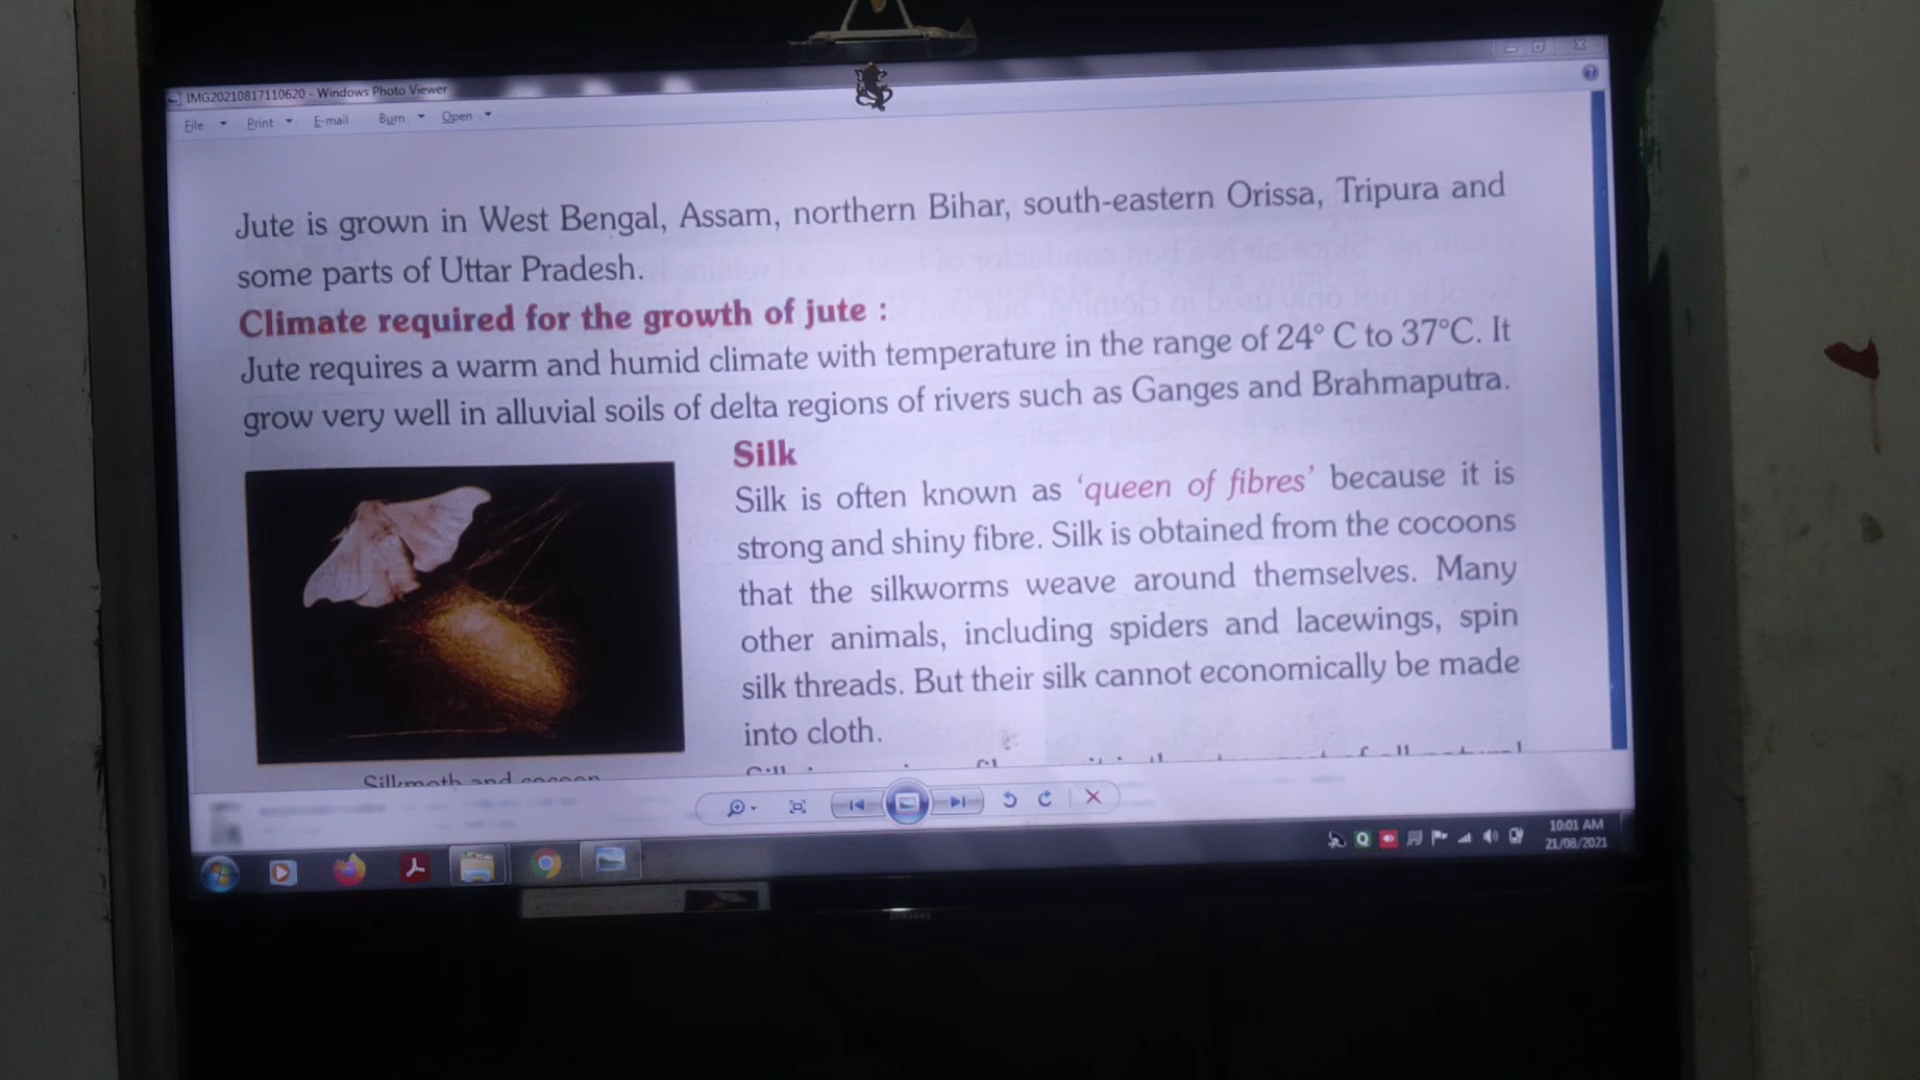 IMG20210817110620 - Windows Photo Viewer
File Print E-mail Burn Open
Jute is grown in West Bengal, Assam, northern Bihar, south-eastern Orissa, Tripura and
some parts of Uttar Pradesh.
Climate required for the growth of jute :
Jute requires a warm and humid climate with temperature in the range of 24° C to 37°C. It
grow very well in alluvial soils of delta regions of rivers such as Ganges and Brahmaputra.
Silk
Silk is often known as ‘queen of fibres’ because it is
strong and shiny fibre. Silk is obtained from the cocoons
that the silkworms weave around themselves. Many
other animals, including spiders and lacewings, spin
silk threads. But their silk cannot economically be made
into cloth.
Silkmoth and cocoon
10:01 AM
21/08/2021
SAMSUNG